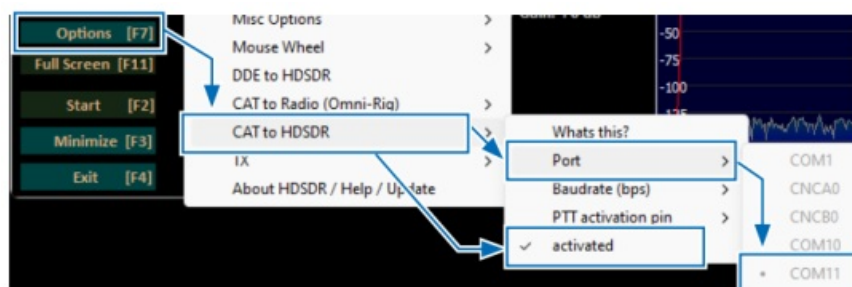 Options [F7]
Full Screen [F11]
Start [F2]
Minimize [F3]
Exit [F4]
Misc Options
Mouse Wheel
DDE to HDSDR
CAT to Radio (Omni-Rig)
CAT to HDSDR
TX
About HDSDR / Help / Update
Whats this?
Port
Baudrate (bps)
PTT activation pin
activated
COM1
CNCA0
CNCB0
COM10
COM11
-50
-75
-100